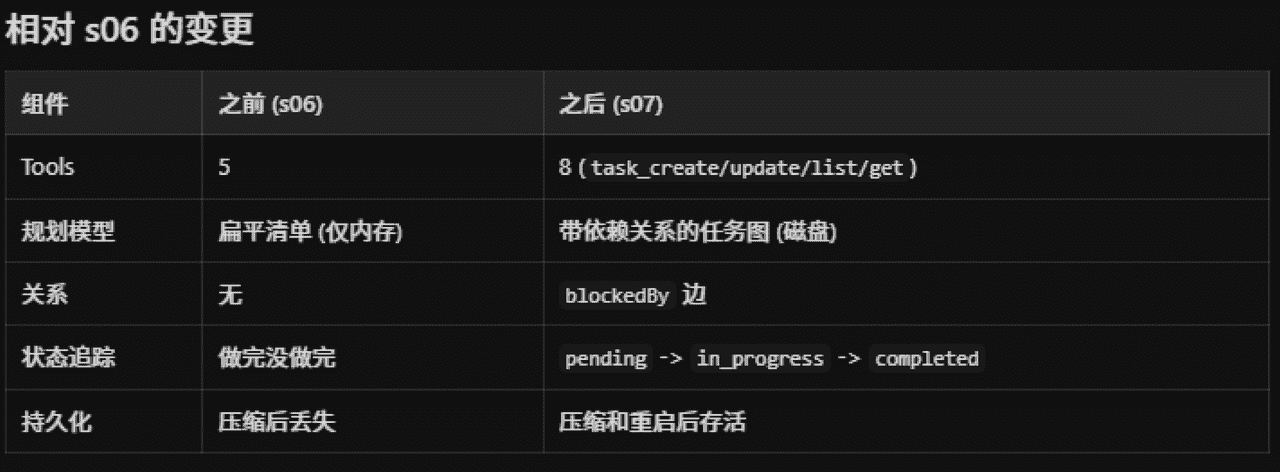 相对 s06 的变更
组件 之前 (s06) 之后 (s07)
Tools 5 8 ( task_create/update/list/get )
规划模型 扁平清单 (仅内存) 带依赖关系的任务图 (磁盘)
关系 无 blockedBy 边
状态追踪 做完没做完 pending -> in_progress -> completed
持久化 压缩后丢失 压缩和重启后存活